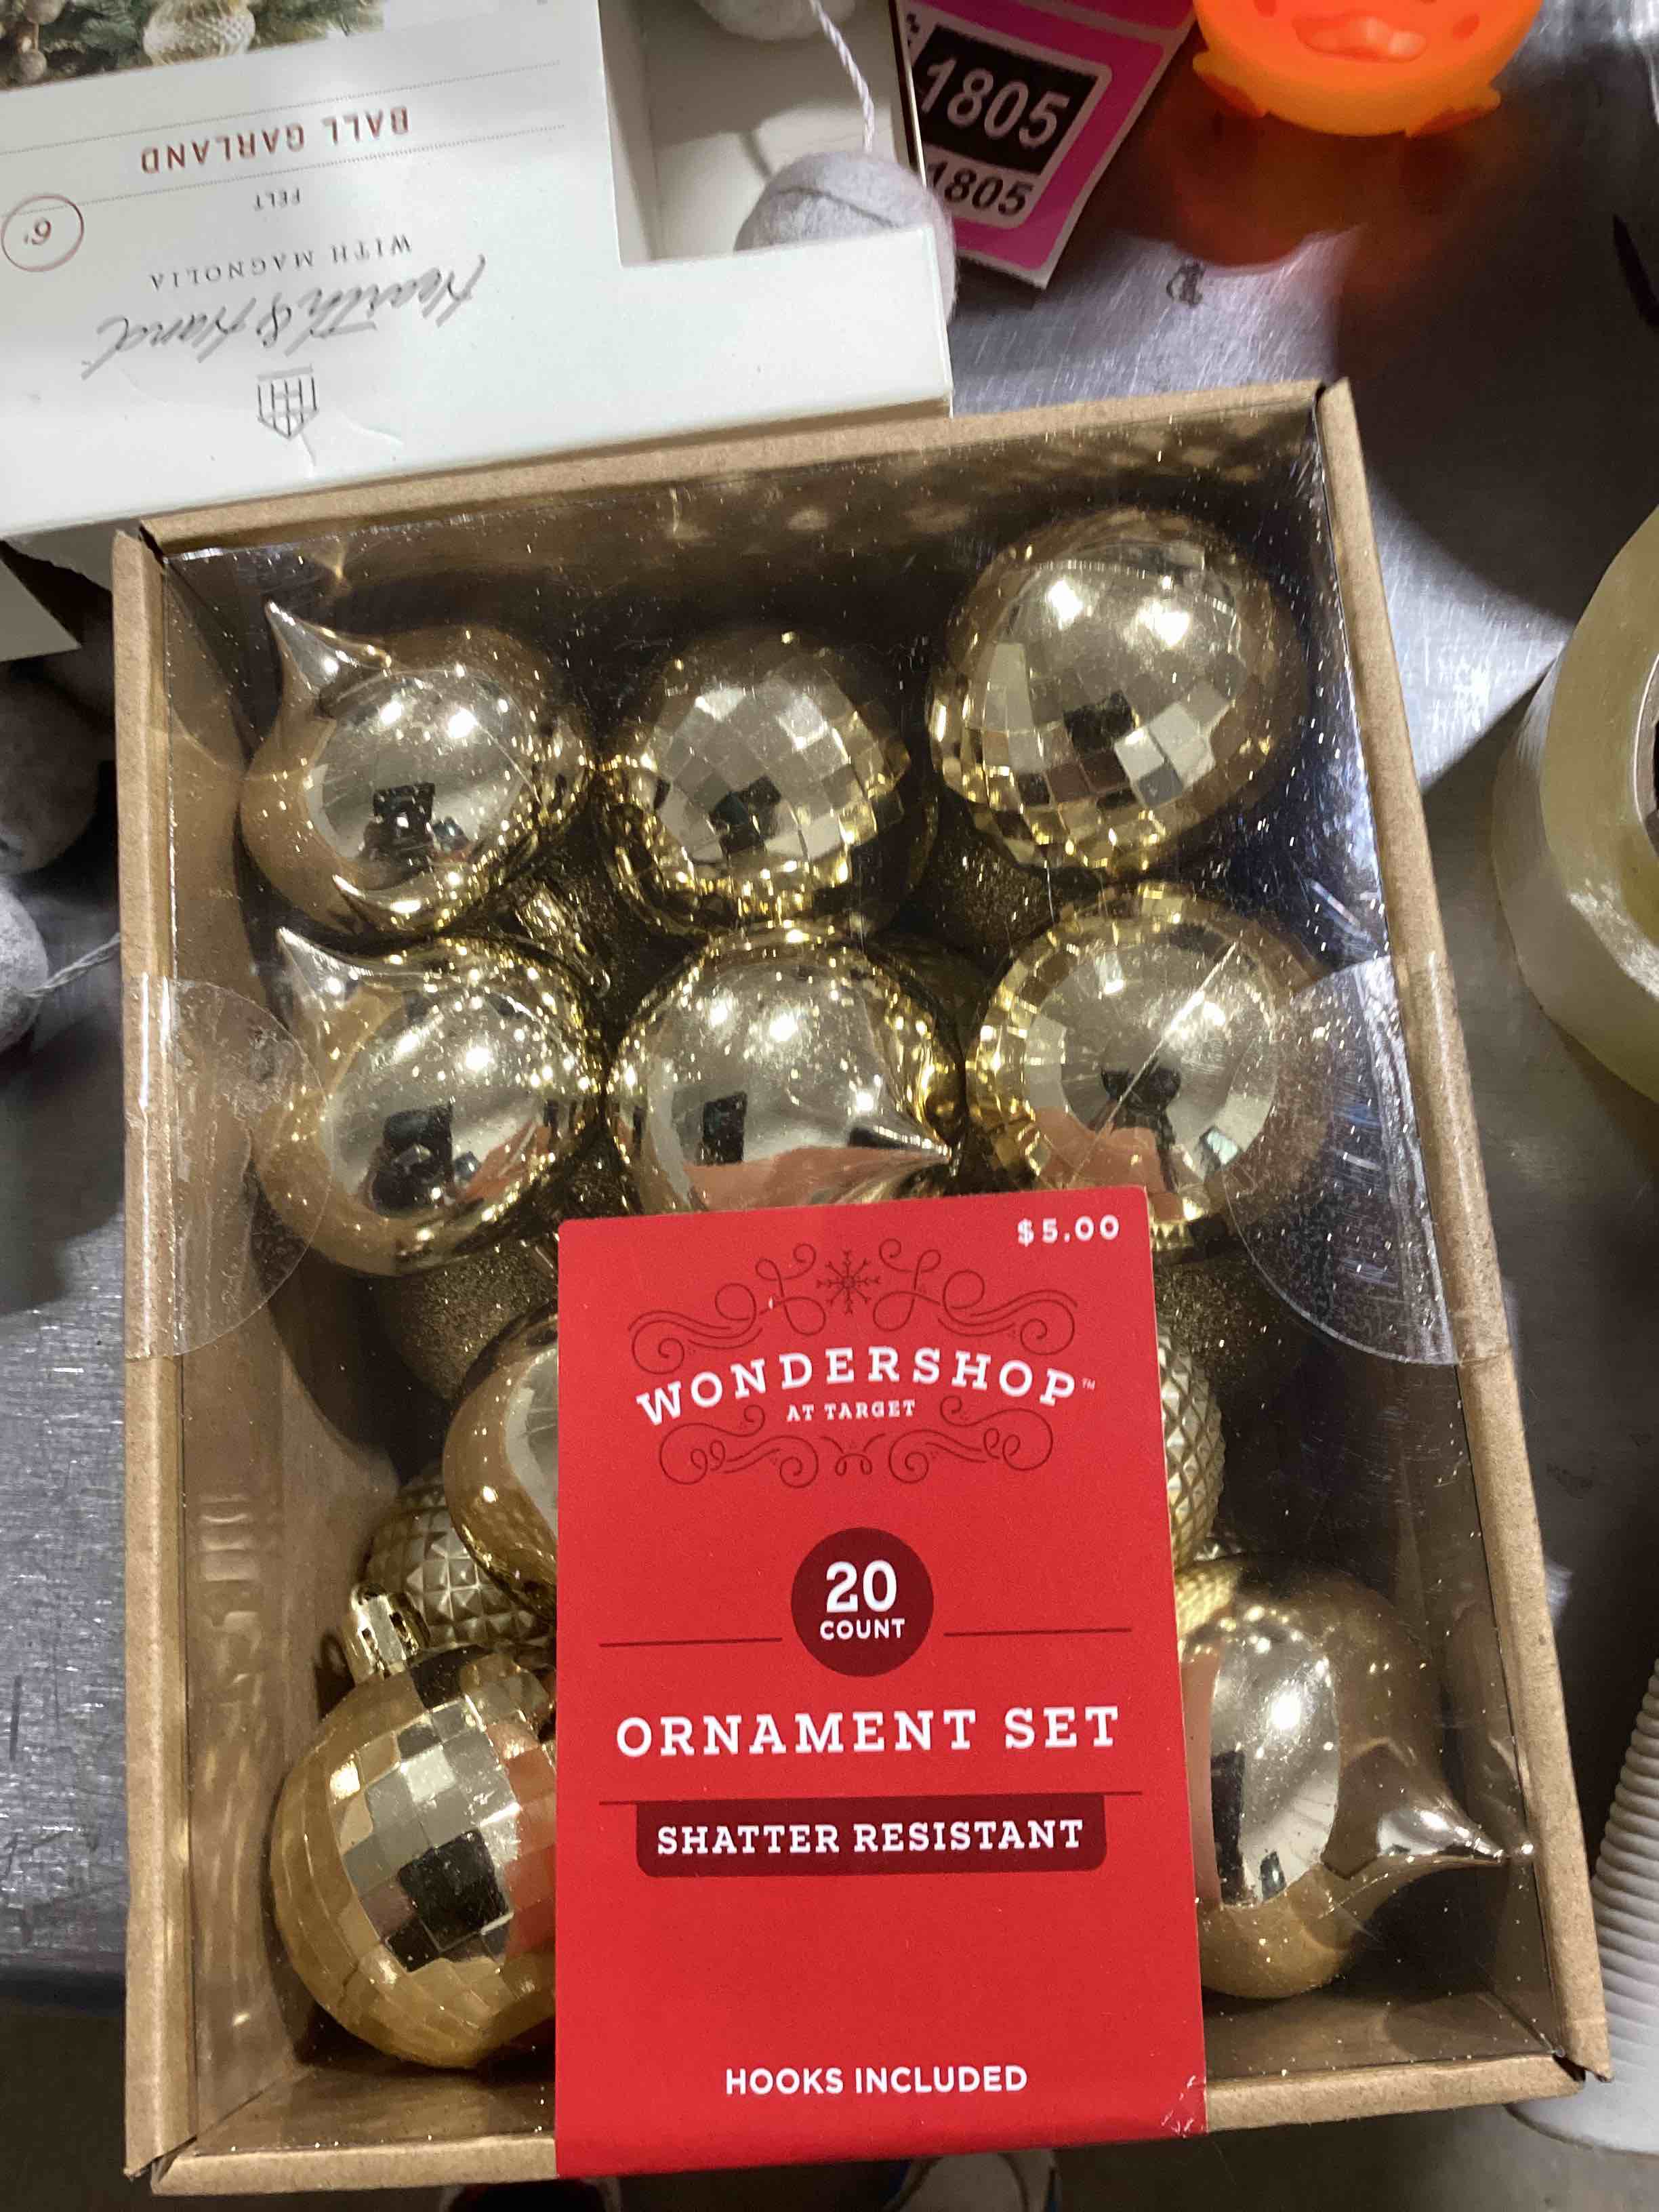 BALL GARLAND
FELT
6'
WITH MAGNOLIA
Hearth & Hand
1805
1805
$5.00
WONDERSHOP™
AT TARGET
20
COUNT
ORNAMENT SET
SHATTER RESISTANT
HOOKS INCLUDED